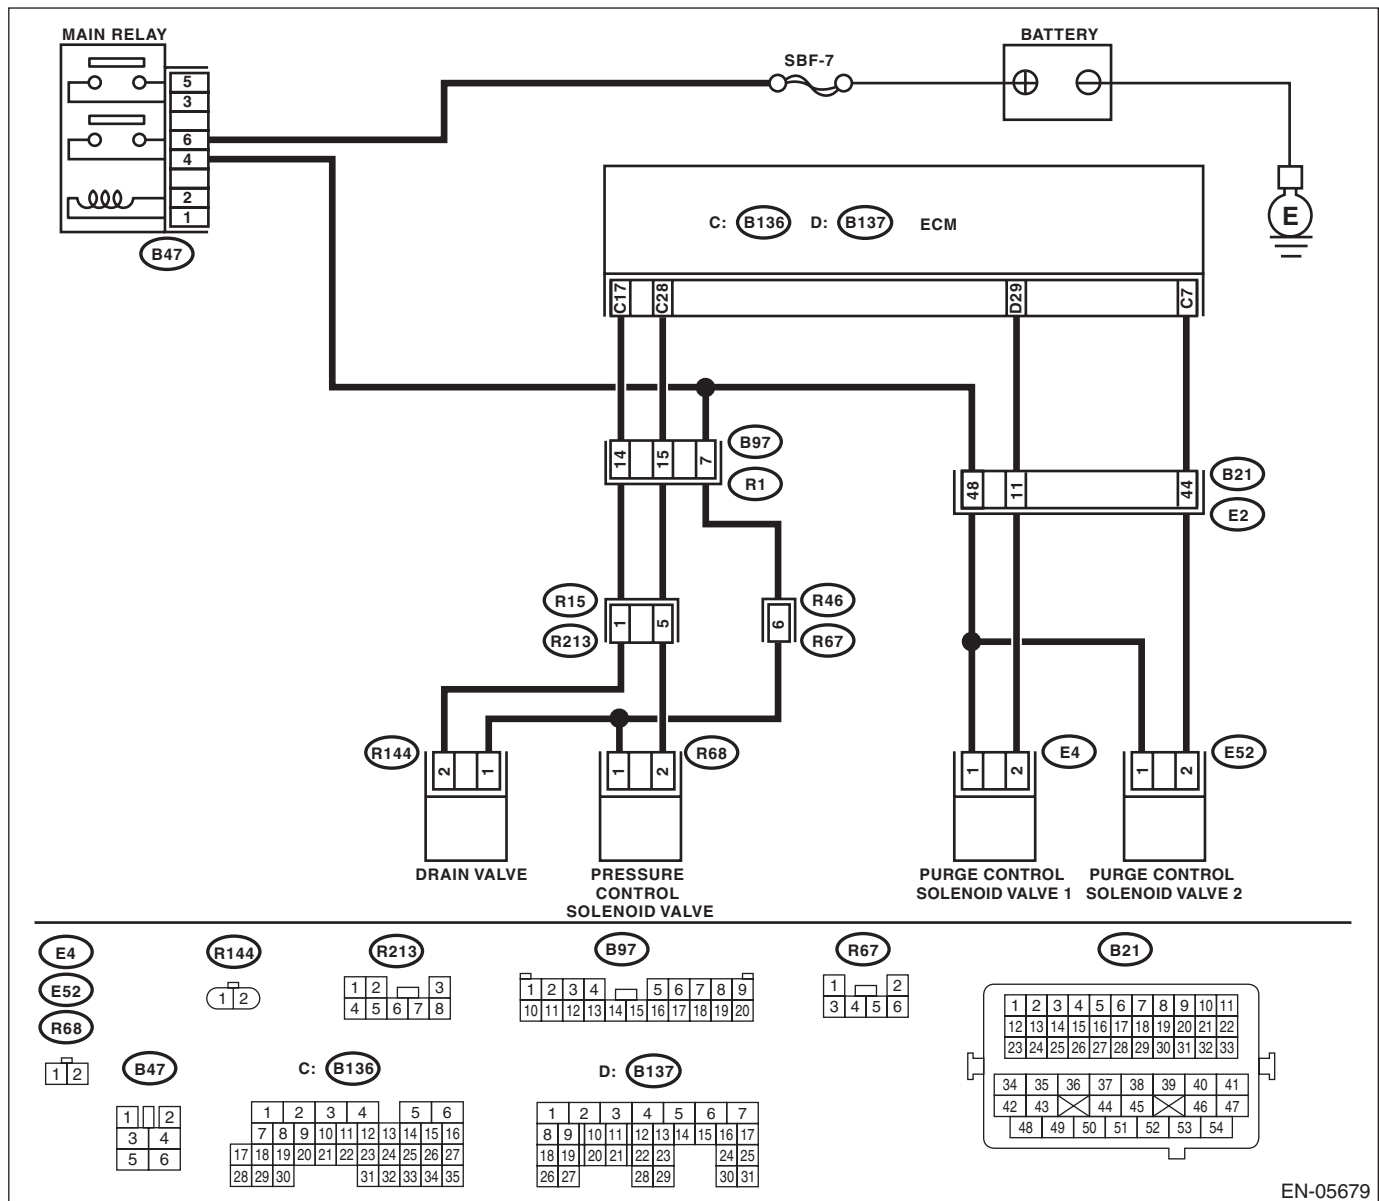 MAIN RELAY
BATTERY
SBF-7
5
3
6
4
2
1
B47
E
C: B136 D: B137 ECM
C17 C28 D29 C7
14 15 7
B97
R1
48 11 44
B21
E2
R15
R213
1 5
6
R46
R67
R144
2 1
1 2
R68
1 2
E4
1 2
E52
DRAIN VALVE
PRESSURE
CONTROL
SOLENOID VALVE
PURGE CONTROL
SOLENOID VALVE 1
PURGE CONTROL
SOLENOID VALVE 2
E4
E52
R68
1 2
R144
1 2
R213
1 2 3
4 5 6 7 8
B97
1 2 3 4 5 6 7 8 9
10 11 12 13 14 15 16 17 18 19 20
R67
1 2
3 4 5 6
B21
1 2 3 4 5 6 7 8 9 10 11
12 13 14 15 16 17 18 19 20 21 22
23 24 25 26 27 28 29 30 31 32 33
34 35 36 37 38 39 40 41
42 43 44 45 46 47
48 49 50 51 52 53 54
B47
1 2
3 4
5 6
C: B136
1 2 3 4 5 6
7 8 9 10 11 12 13 14 15 16
17 18 19 20 21 22 23 24 25 26 27
28 29 30 31 32 33 34 35
D: B137
1 2 3 4 5 6 7
8 9 10 11 12 13 14 15 16 17
18 19 20 21 22 23 24 25
26 27 28 29 30 31
EN-05679